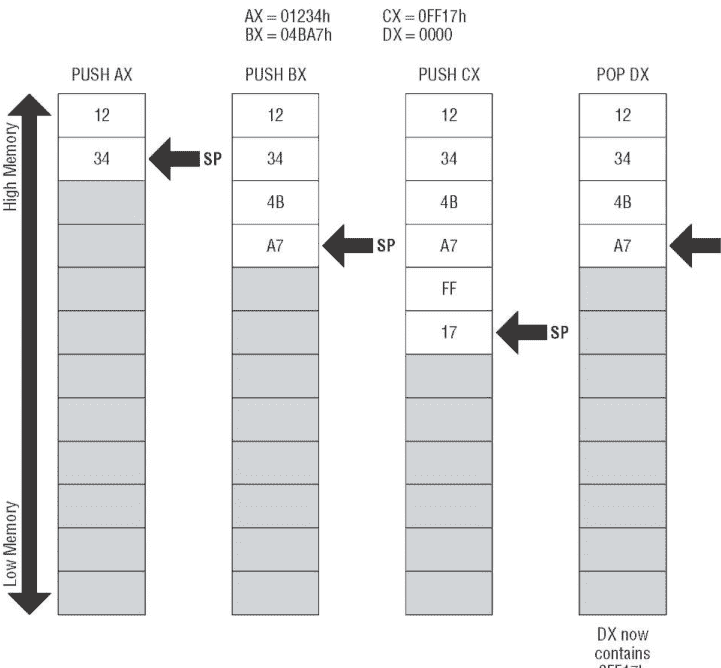 AX = 01234h CX = 0FF17h
BX = 04BA7h DX = 0000
PUSH AX PUSH BX PUSH CX POP DX
High Memory
12 12 12 12
34 SP 34 34 34
4B 4B 4B
A7 SP A7 A7
FF
17 SP
Low Memory
DX now
contains